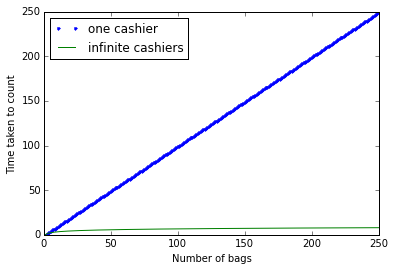 250
200
150
100
50
0
Time taken to count
one cashier
infinite cashiers
0 50 100 150 200 250
Number of bags